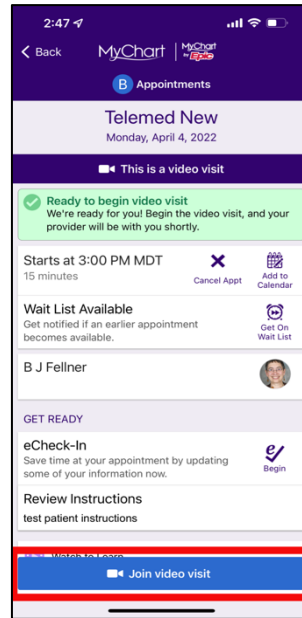 2:47
Back
MyChart
MyChart
by Epic
B Appointments
Telemed New
Monday, April 4, 2022
This is a video visit
Ready to begin video visit
We're ready for you! Begin the video visit, and your
provider will be with you shortly.
Starts at 3:00 PM MDT
15 minutes
Cancel Appt
Add to
Calendar
Wait List Available
Get notified if an earlier appointment
becomes available.
Get On
Wait List
B J Fellner
GET READY
eCheck-In
Save time at your appointment by updating
some of your information now.
Begin
Review Instructions
test patient instructions
Watch to Learn
Join video visit